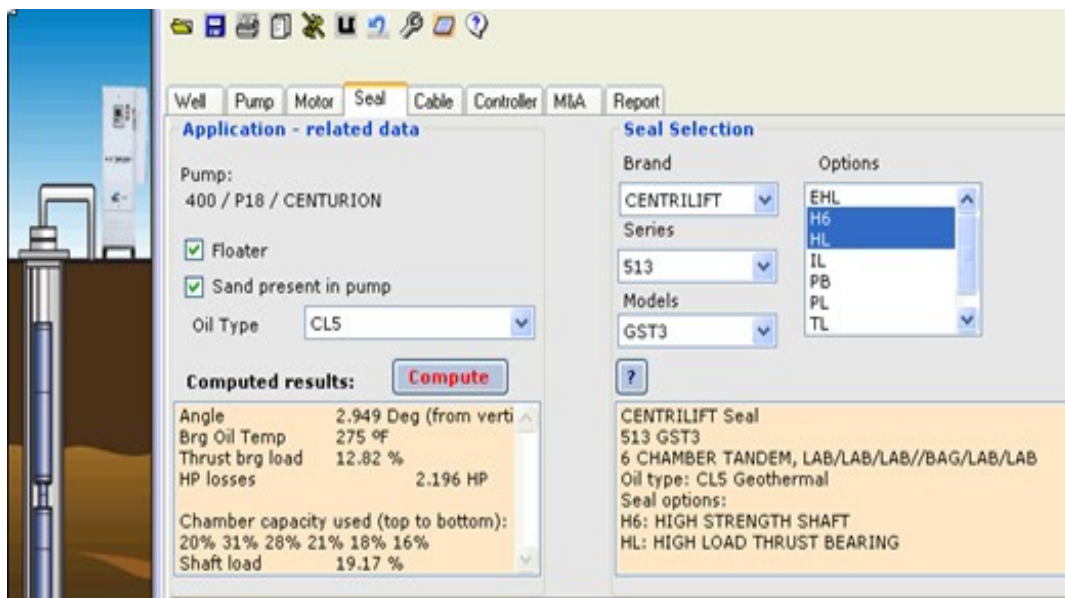 Well Pump Motor Seal Cable Controller M&A Report
Application - related data
Pump:
400 / P18 / CENTURION
Floater
Sand present in pump
Oil Type CL5
Computed results: Compute
Angle 2.949 Deg (from verti
Brg Oil Temp 275 ºF
Thrust brg load 12.82 %
HP losses 2.196 HP
Chamber capacity used (top to bottom):
20% 31% 28% 21% 18% 16%
Shaft load 19.17 %
Seal Selection
Brand
CENTRILIFT
Series
513
Models
GST3
Options
EHL
H6
HL
IL
PB
PL
TL
?
CENTRILIFT Seal
513 GST3
6 CHAMBER TANDEM, LAB/LAB/LAB//BAG/LAB/LAB
Oil type: CL5 Geothermal
Seal options:
H6: HIGH STRENGTH SHAFT
HL: HIGH LOAD THRUST BEARING